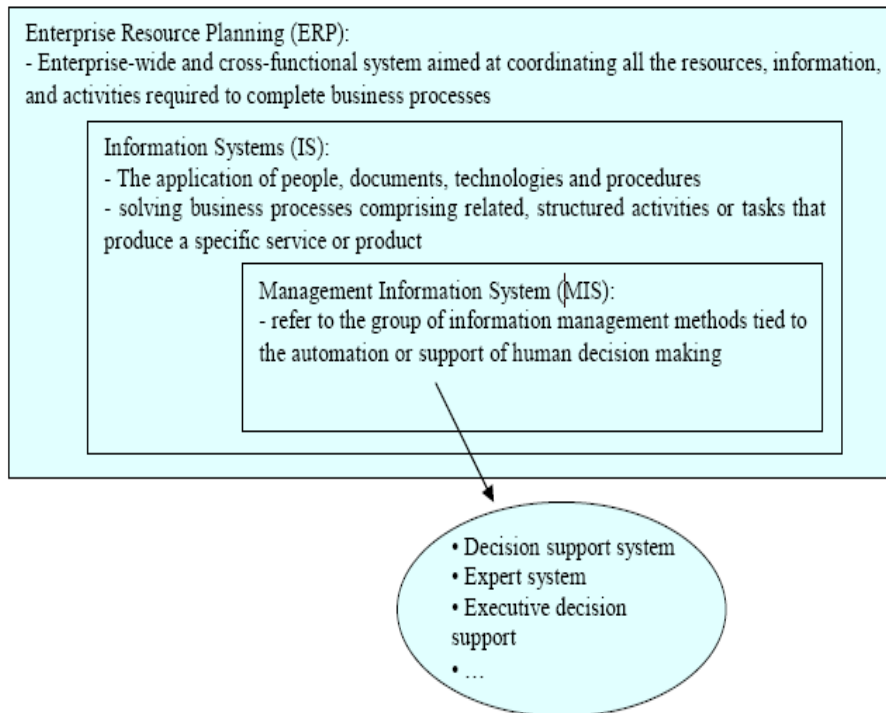 Enterprise Resource Planning (ERP):
- Enterprise-wide and cross-functional system aimed at coordinating all the resources, information,
and activities required to complete business processes
Information Systems (IS):
- The application of people, documents, technologies and procedures
- solving business processes comprising related, structured activities or tasks that
produce a specific service or product
Management Information System (MIS):
- refer to the group of information management methods tied to
the automation or support of human decision making
• Decision support system
• Expert system
• Executive decision
support
• …